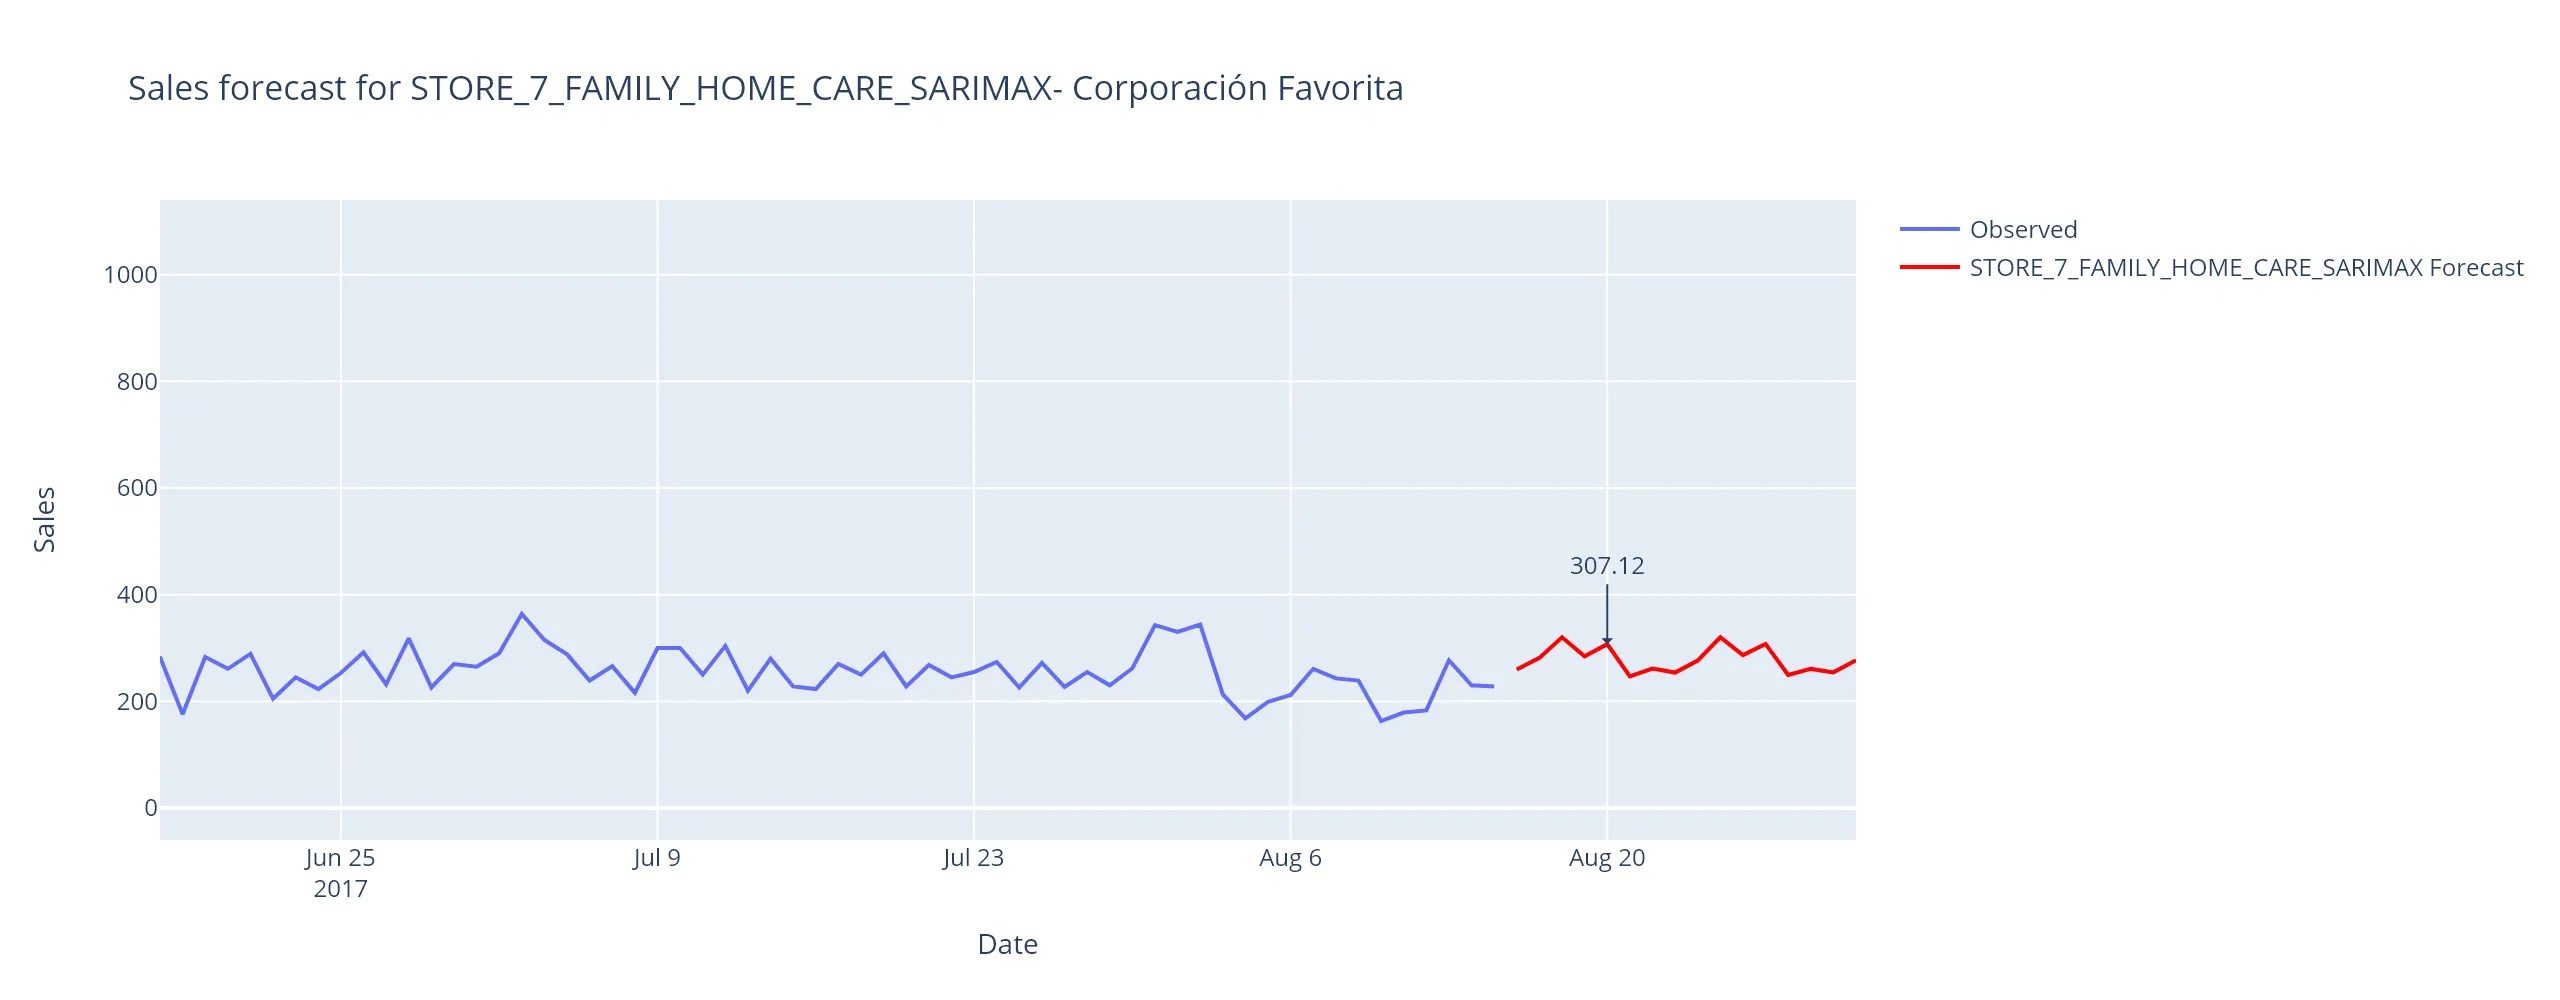 Sales forecast for STORE_7_FAMILY_HOME_CARE_SARIMAX- Corporación Favorita
Observed
STORE_7_FAMILY_HOME_CARE_SARIMAX Forecast
1000
800
600
400
200
0
Sales
307.12
Jun 25
2017
Jul 9
Jul 23
Aug 6
Aug 20
Date